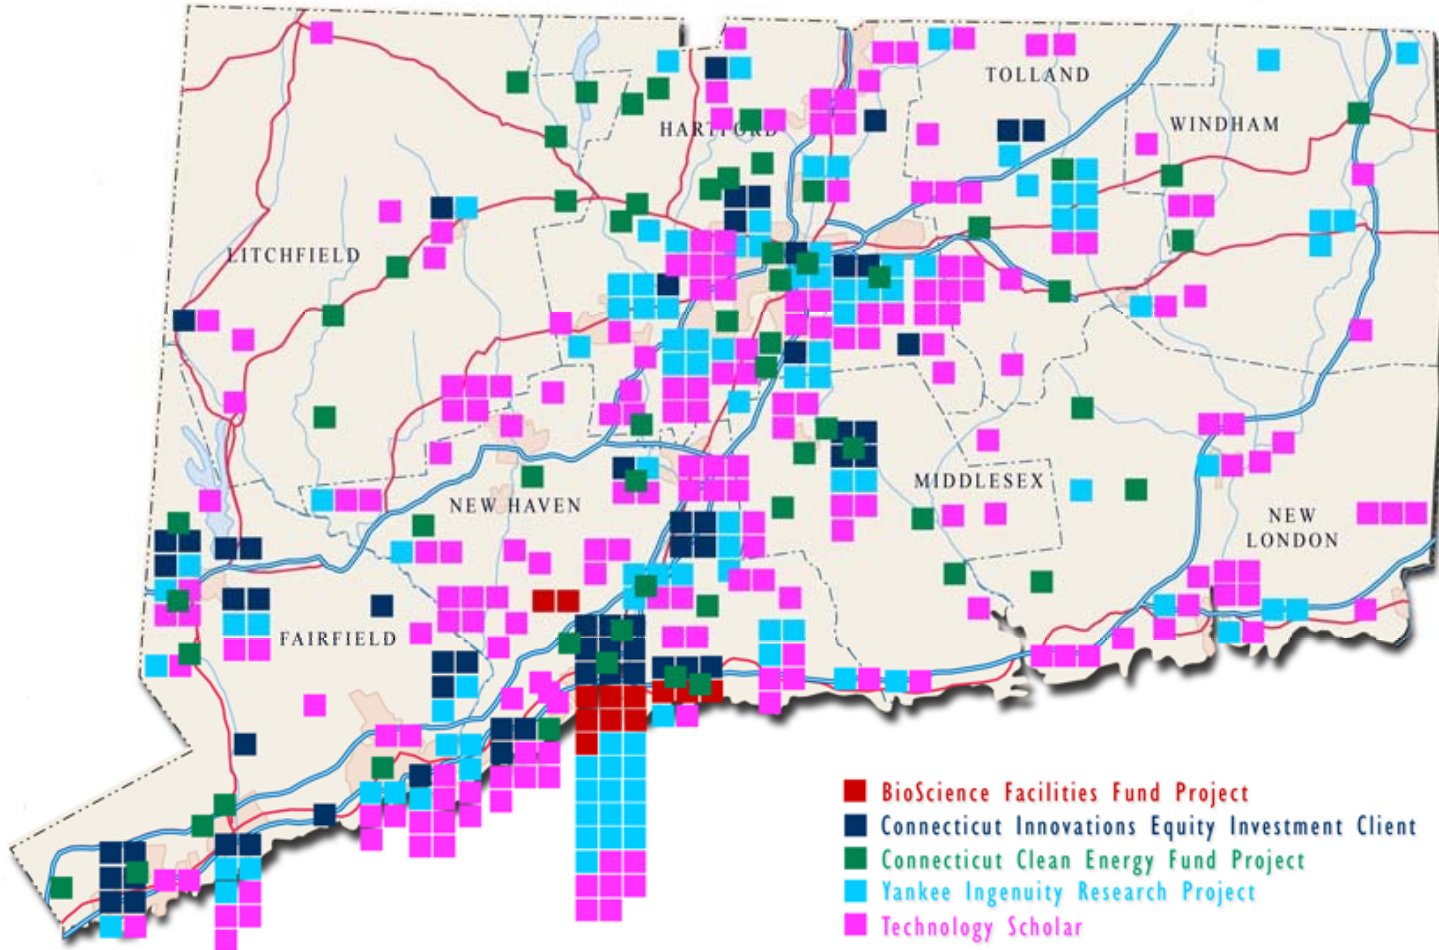 TOLLAND
HARTFORD
WINDHAM
LITCHFIELD
MIDDLESEX
NEW HAVEN
NEW
LONDON
FAIRFIELD
BioScience Facilities Fund Project
Connecticut Innovations Equity Investment Client
Connecticut Clean Energy Fund Project
Yankee Ingenuity Research Project
Technology Scholar